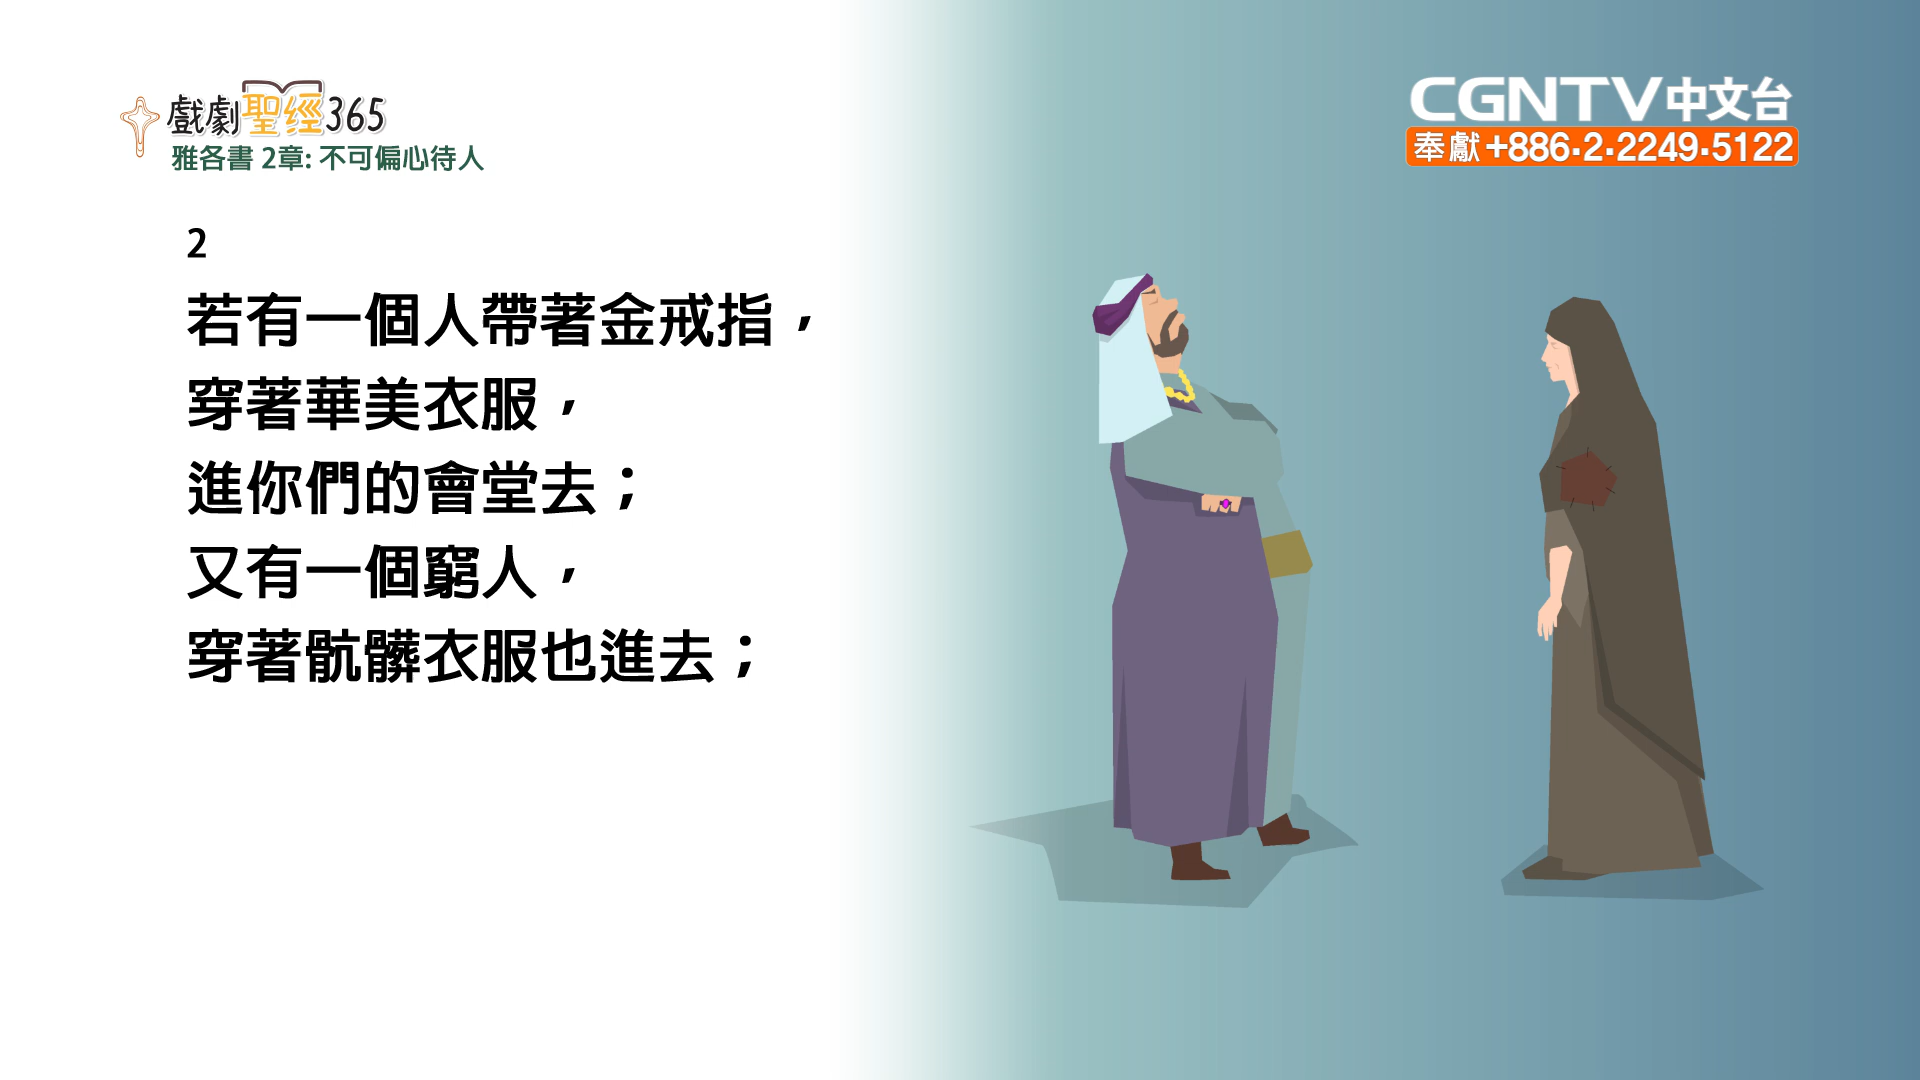 戲劇聖經365
雅各書 2章: 不可偏心待人
CGNTV中文台
奉獻 +886·2·2249·5122
2
若有一個人帶著金戒指，
穿著華美衣服，
進你們的會堂去；
又有一個窮人，
穿著骯髒衣服也進去；